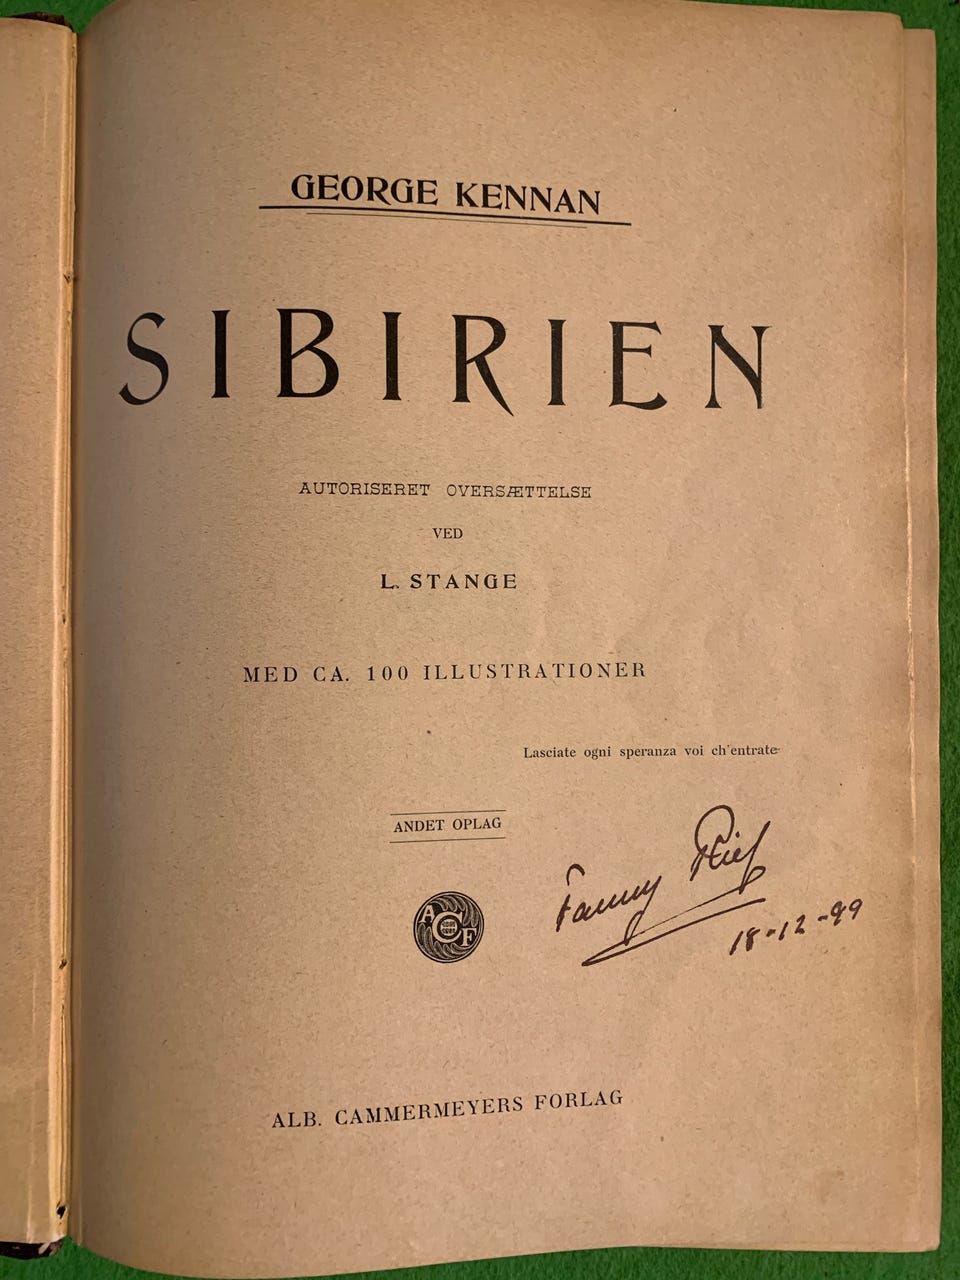 GEORGE KENNAN
SIBIRIEN
AUTORISERET OVERSÆTTELSE
VED
L. STANGE
MED CA. 100 ILLUSTRATIONER
Lasciate ogni speranza voi ch'entrate
ANDET OPLAG
Fanny
18-12-99
ACF
ALB. CAMMERMEYERS FORLAG